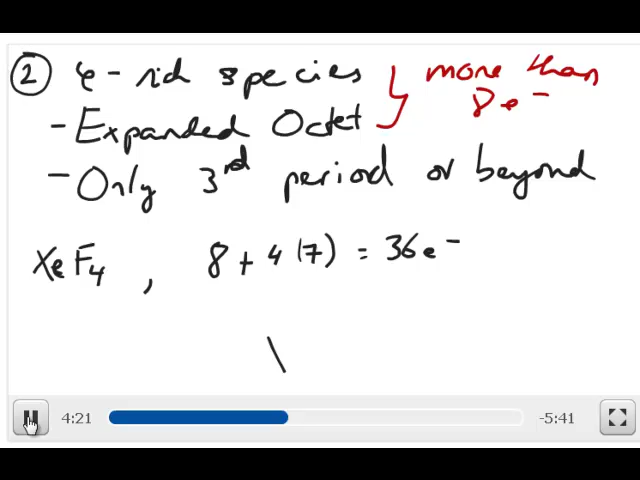 ② e- rich species } more than
8 e-
- Expanded Octet
- Only 3rd period or beyond
XeF4 , 8 + 4 (7) = 36e-
4:21 -5:41